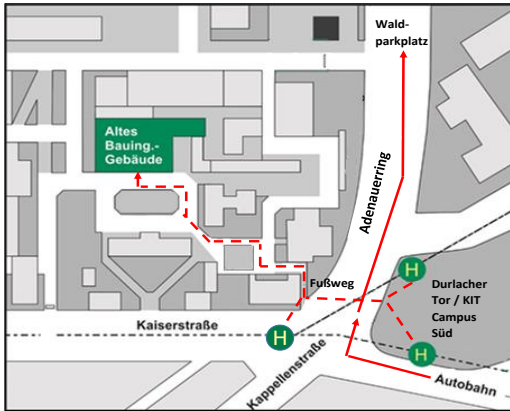 Wald-
parkplatz
Altes
Bauing.-
Gebäude
Adenauerring
H
Fußweg
Durlacher
Tor / KIT
Campus
Süd
Kaiserstraße
H
H
Kappellenstraße
Autobahn